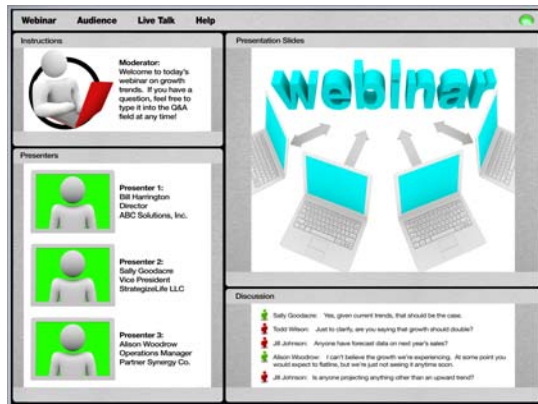 Webinar Audience Live Talk Help
Instructions
Moderator:
Welcome to today's
webinar on growth
trends. If you have a
question, feel free to
type it into the Q&A
field at any time!
Presenters
Presenter 1:
Bill Harrington
Director
ABC Solutions, Inc.
Presenter 2:
Sally Goodacre
Vice President
StrategizeLife LLC
Presenter 3:
Alison Woodrow
Operations Manager
Partner Synergy Co.
Presentation Slides
webinar
Discussion
Sally Goodacre: Yes, given current trends, that should be the case.
Todd Wilson: Just to clarify, are you saying that growth should double?
Jill Johnson: Anyone have forecast data on next year's sales?
Alison Woodrow: I can't believe the growth we're experiencing. At some point you
would expect to flatline, but we're just not seeing it anytime soon.
Jill Johnson: Is anyone projecting anything other than an upward trend?